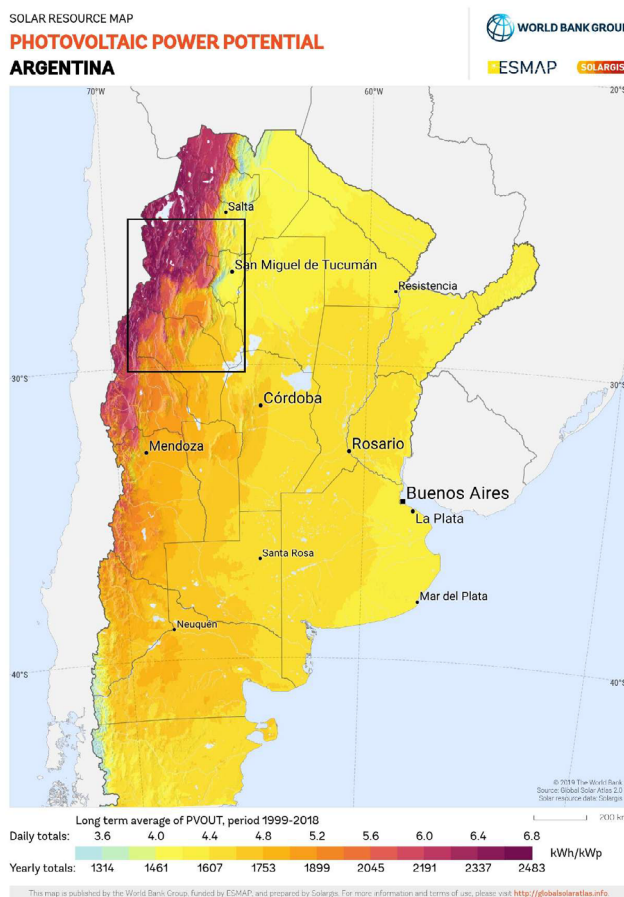 SOLAR RESOURCE MAP
PHOTOVOLTAIC POWER POTENTIAL
ARGENTINA
WORLD BANK GROUP
ESMAP
SOLARGIS
70°W
60°W
20°S
Salta
San Miguel de Tucumán
Resistencia
30°S
30°S
Córdoba
Mendoza
Rosario
Buenos Aires
La Plata
Santa Rosa
Mar del Plata
Neuquén
40°S
40°S
© 2019 The World Bank
Source: Global Solar Atlas 2.0
Solar resource data: Solargis
Long term average of PVOUT, period 1999-2018
200 km
Daily totals: 3.6 4.0 4.4 4.8 5.2 5.6 6.0 6.4 6.8
kWh/kWp
Yearly totals: 1314 1461 1607 1753 1899 2045 2191 2337 2483
This map is published by the World Bank Group, funded by ESMAP, and prepared by Solargis. For more information and terms of use, please visit http://globalsolaratlas.info.